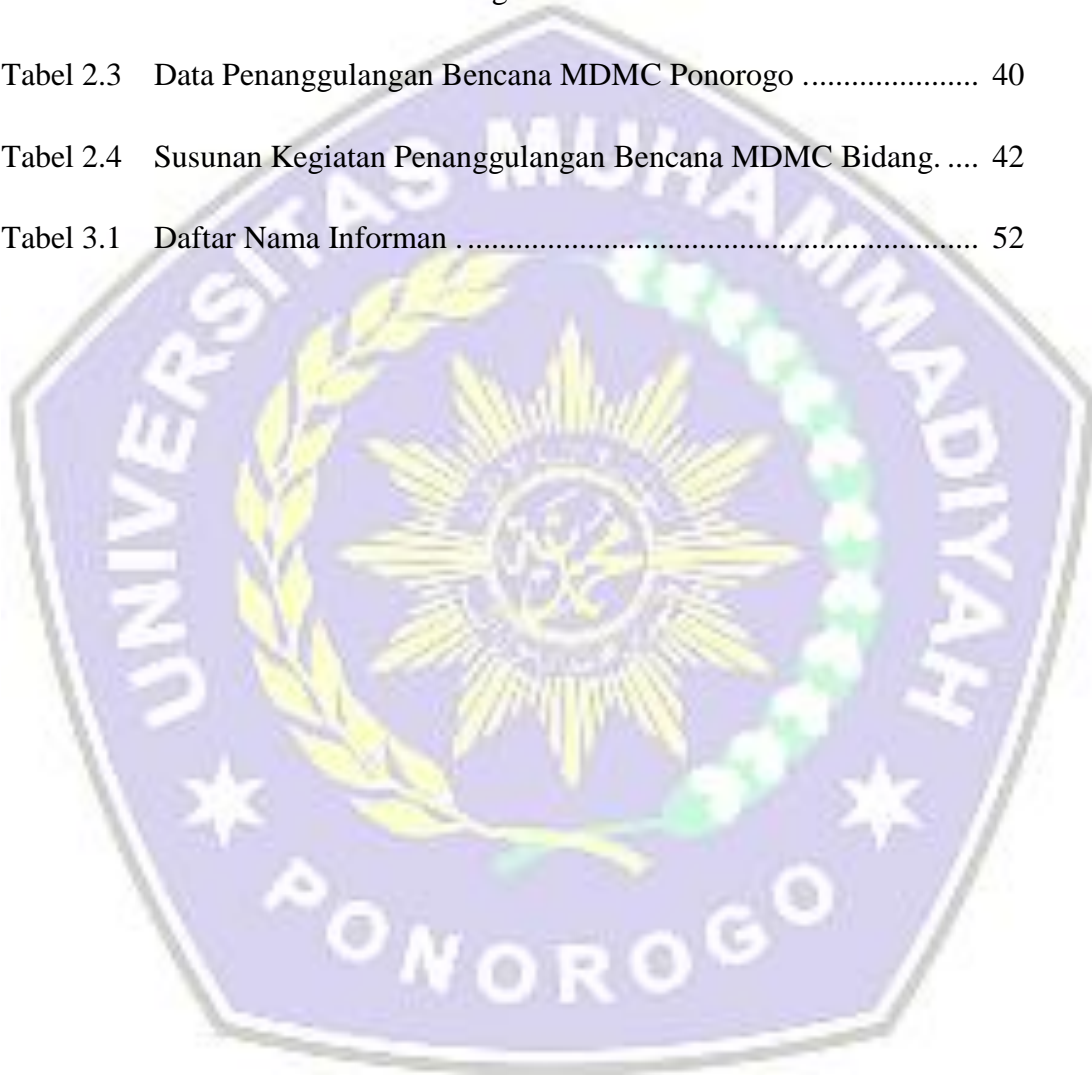 Tabel 2.3 Data Penanggulangan Bencana MDMC Ponorogo ..................... 40
Tabel 2.4 Susunan Kegiatan Penanggulangan Bencana MDMC Bidang. .... 42
Tabel 3.1 Daftar Nama Informan . ............................................................ 52
UNIVERSITAS MUHAMMADIYAH
PONOROGO